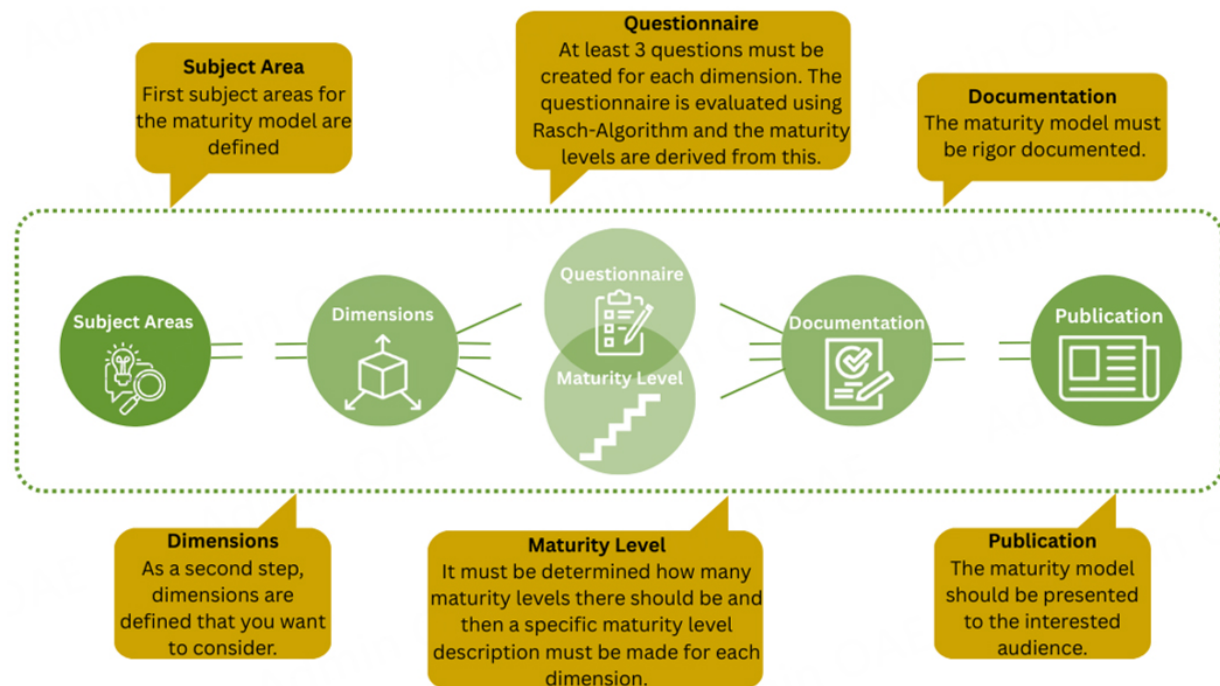 Subject Area
First subject areas for
the maturity model are
defined
Questionnaire
At least 3 questions must be
created for each dimension. The
questionnaire is evaluated using
Rasch-Algorithm and the maturity
levels are derived from this.
Documentation
The maturity model must
be rigor documented.
Subject Areas
Dimensions
Questionnaire
Maturity Level
Documentation
Publication
Dimensions
As a second step,
dimensions are
defined that you want
to consider.
Maturity Level
It must be determined how many
maturity levels there should be and
then a specific maturity level
description must be made for each
dimension.
Publication
The maturity model
should be presented
to the interested
audience.